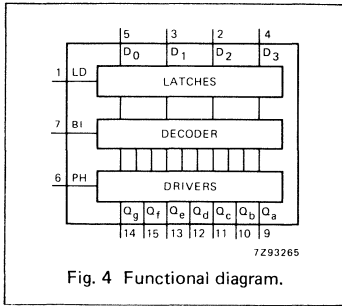 5 3 2 4
D0 D1 D2 D3
1 LD
LATCHES
7 BI
DECODER
6 PH
DRIVERS
Qg Qf Qe Qd Qc Qb Qa
14 15 13 12 11 10 9
7Z93265
Fig. 4 Functional diagram.